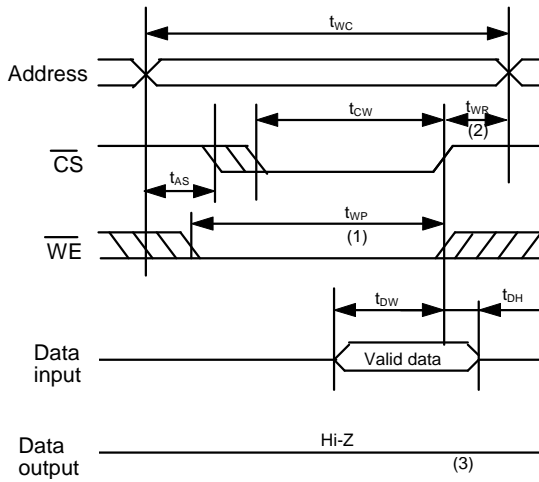 tWC
Address
tCW
tWR
(2)
CS
tAS
tWP
(1)
WE
tDW
tDH
Data
input
Valid data
Data
output
Hi-Z
(3)